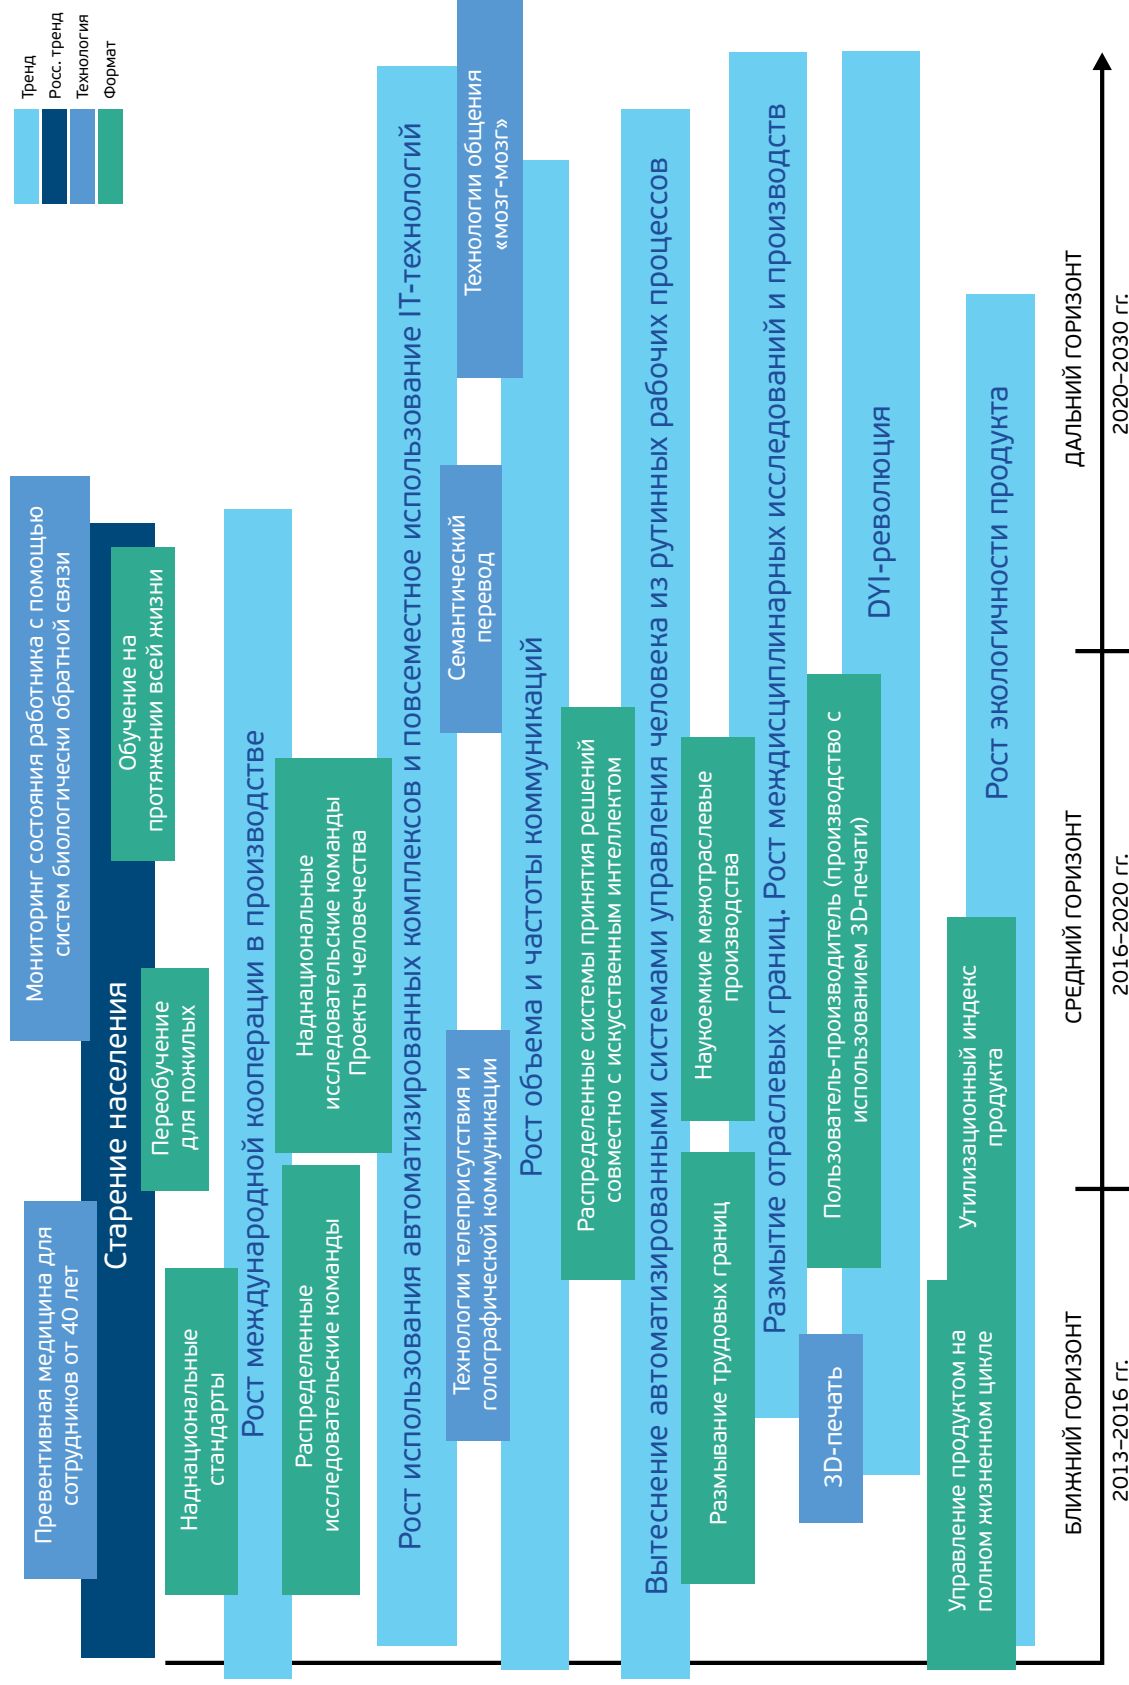 Тренд
Росс. тренд
Технология
Формат
Превентивная медицина для
сотрудников от 40 лет
Мониторинг состояния работника с помощью
систем биологически обратной связи
Старение населения
Обучение на
протяжении всей жизни
Переобучение
для пожилых
Наднациональные
стандарты
Рост международной кооперации в производстве
Распределенные
исследовательские команды
Наднациональные
исследовательские команды
Проекты человечества
Рост использования автоматизированных комплексов и повсеместное использование IT-технологий
Технологии телеприсутствия и
голографической коммуникации
Семантический
перевод
Технологии общения
«мозг-мозг»
Рост объема и частоты коммуникаций
Распределенные системы принятия решений
совместно с искусственным интеллектом
Вытеснение автоматизированными системами управления человека из рутинных рабочих процессов
Размывание трудовых границ
Наукоемкие межотраслевые
производства
Размытие отраслевых границ. Рост междисциплинарных исследований и производств
3D-печать
Пользователь-производитель (производство с
использованием 3D-печати)
DYI-революция
Управление продуктом на
полном жизненном цикле
Утилизационный индекс
продукта
Рост экологичности продукта
БЛИЖНИЙ ГОРИЗОНТ
2013–2016 гг.
СРЕДНИЙ ГОРИЗОНТ
2016–2020 гг.
ДАЛЬНИЙ ГОРИЗОНТ
2020–2030 гг.